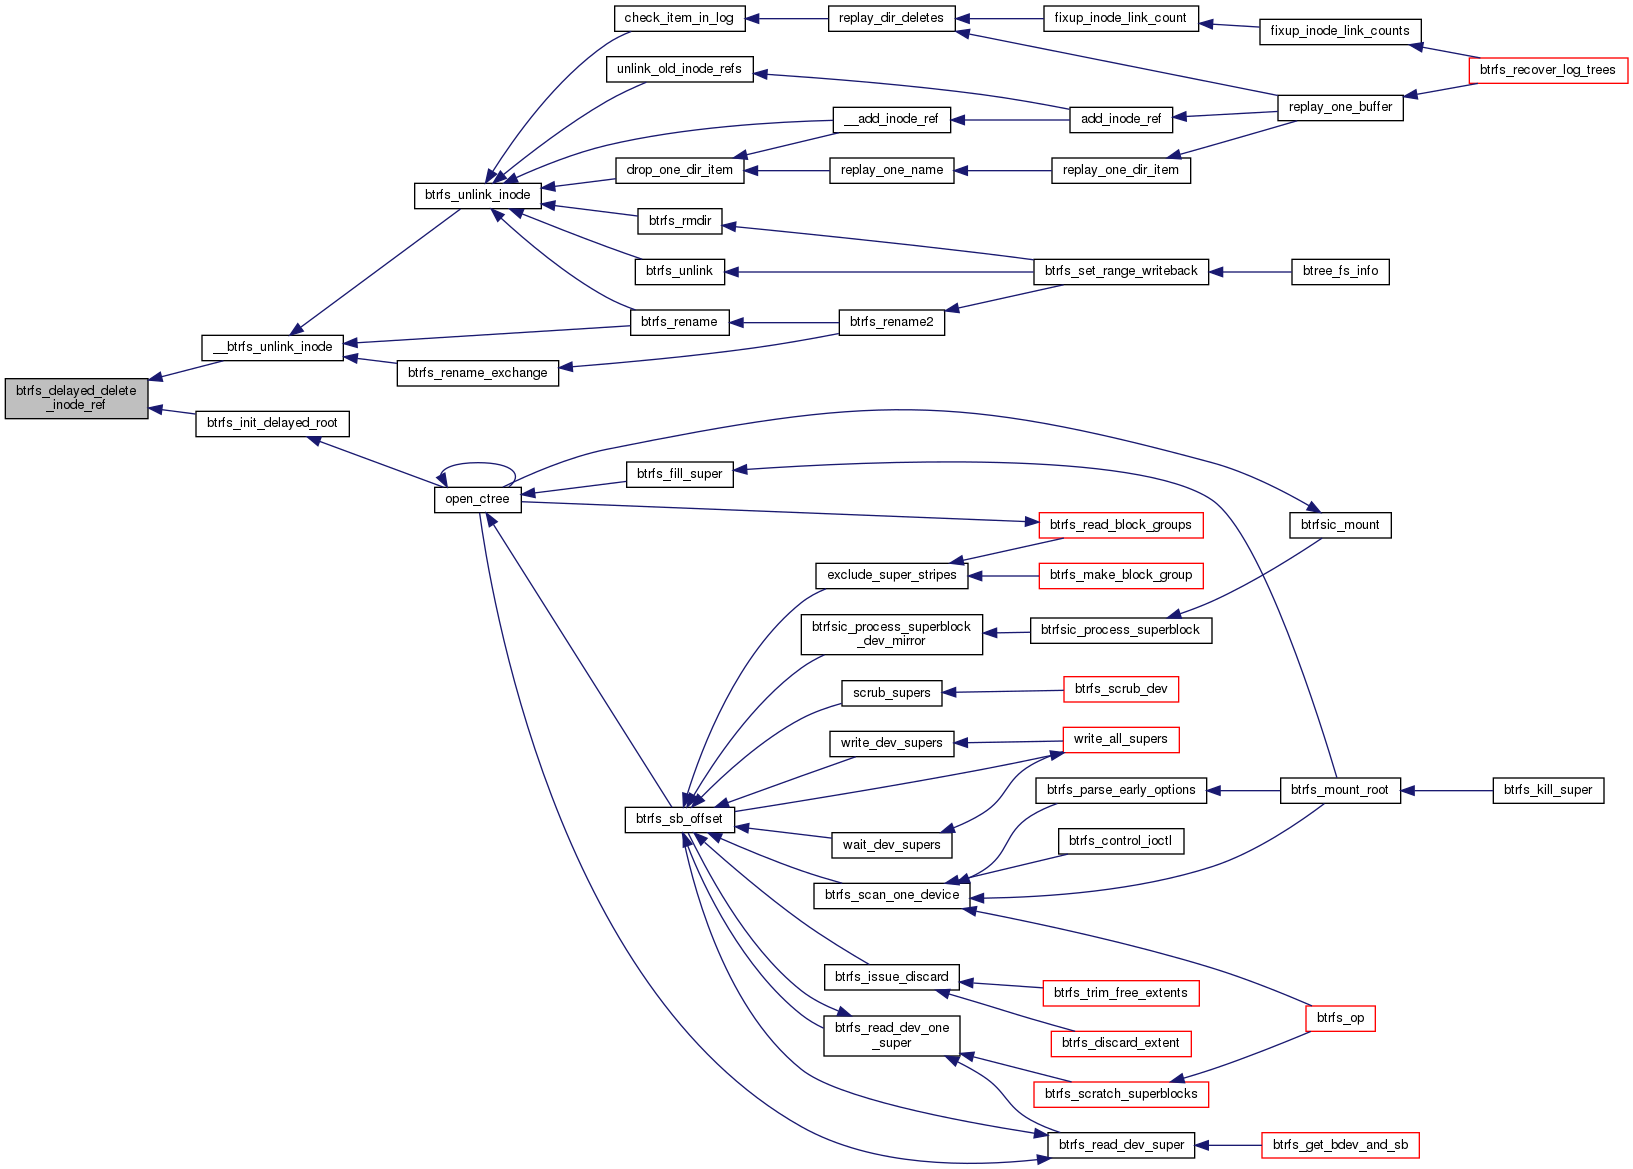 check_item_in_log
replay_dir_deletes
fixup_inode_link_count
fixup_inode_link_counts
unlink_old_inode_refs
btrfs_recover_log_trees
replay_one_buffer
__add_inode_ref
add_inode_ref
drop_one_dir_item
replay_one_name
replay_one_dir_item
btrfs_unlink_inode
btrfs_rmdir
btrfs_unlink
btrfs_set_range_writeback
btree_fs_info
btrfs_rename
btrfs_rename2
__btrfs_unlink_inode
btrfs_rename_exchange
btrfs_delayed_delete
_inode_ref
btrfs_init_delayed_root
btrfs_fill_super
open_ctree
btrfs_read_block_groups
btrfsic_mount
exclude_super_stripes
btrfs_make_block_group
btrfsic_process_superblock
_dev_mirror
btrfsic_process_superblock
scrub_supers
btrfs_scrub_dev
write_dev_supers
write_all_supers
btrfs_parse_early_options
btrfs_mount_root
btrfs_kill_super
btrfs_sb_offset
wait_dev_supers
btrfs_control_ioctl
btrfs_scan_one_device
btrfs_issue_discard
btrfs_trim_free_extents
btrfs_op
btrfs_read_dev_one
_super
btrfs_discard_extent
btrfs_scratch_superblocks
btrfs_read_dev_super
btrfs_get_bdev_and_sb